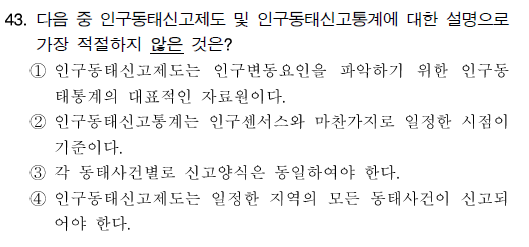 43. 다음 중 인구동태신고제도 및 인구동태신고통계에 대한 설명으로
가장 적절하지 않은 것은?
① 인구동태신고제도는 인구변동요인을 파악하기 위한 인구동
태통계의 대표적인 자료원이다.
② 인구동태신고통계는 인구센서스와 마찬가지로 일정한 시점이
기준이다.
③ 각 동태사건별로 신고양식은 동일하여야 한다.
④ 인구동태신고제도는 일정한 지역의 모든 동태사건이 신고되
어야 한다.